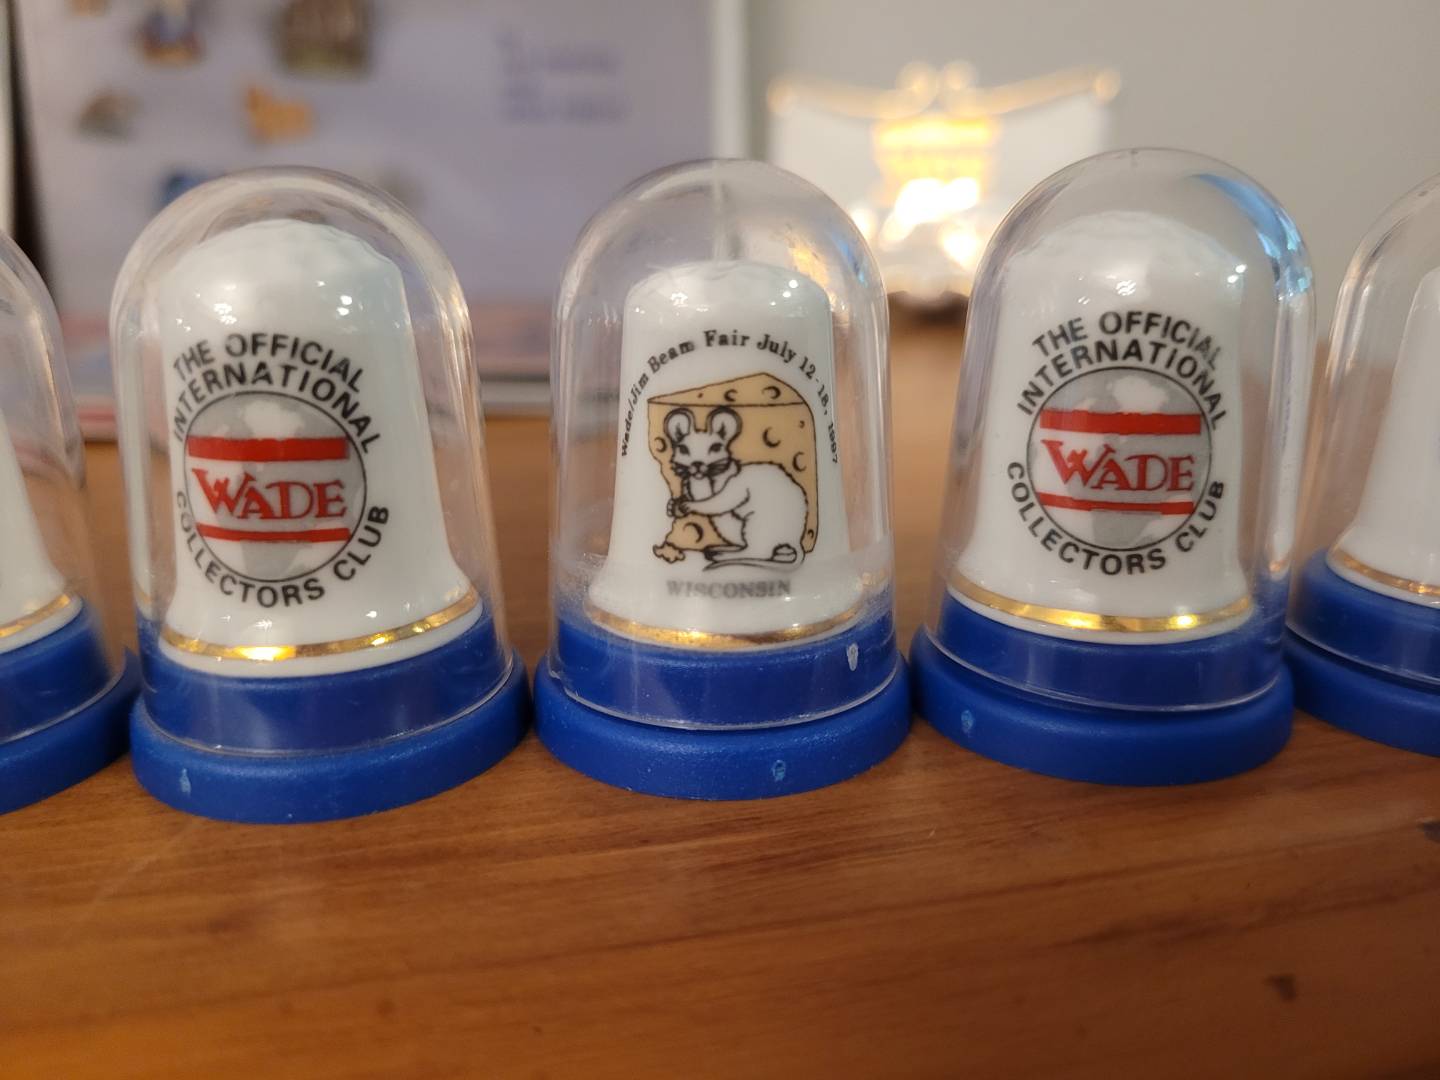 THE OFFICIAL
INTERNATIONAL
WADE
COLLECTORS CLUB
Wade/Jim Beam Fair July 12-18, 1997
WISCONSIN
THE OFFICIAL
INTERNATIONAL
WADE
COLLECTORS CLUB